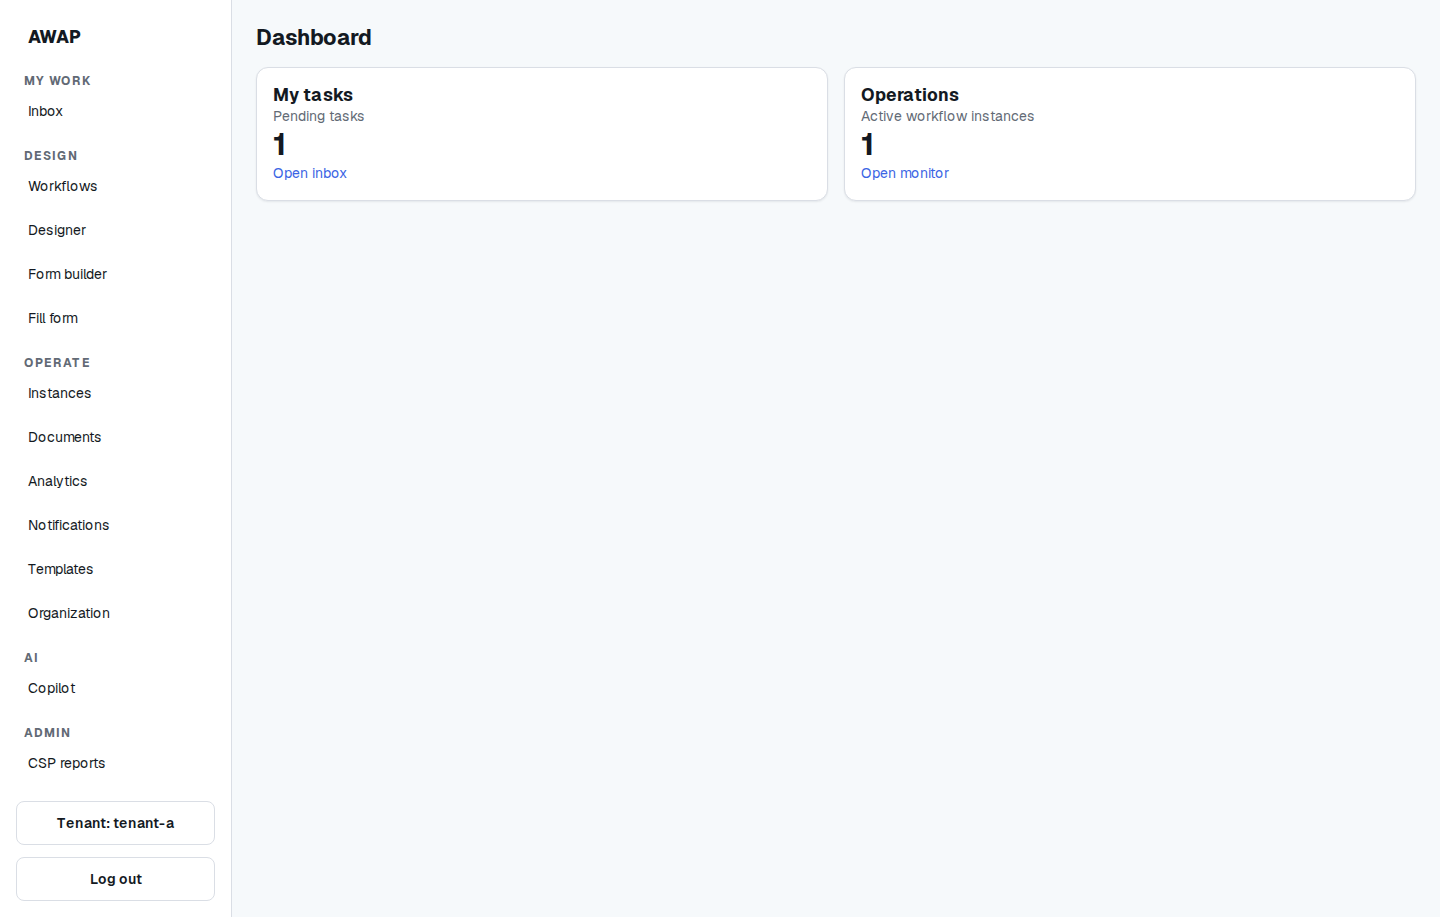 AWAP
MY WORK
Inbox
DESIGN
Workflows
Designer
Form builder
Fill form
OPERATE
Instances
Documents
Analytics
Notifications
Templates
Organization
AI
Copilot
ADMIN
CSP reports
Tenant: tenant-a
Log out
Dashboard
My tasks
Pending tasks
1
Open inbox
Operations
Active workflow instances
1
Open monitor